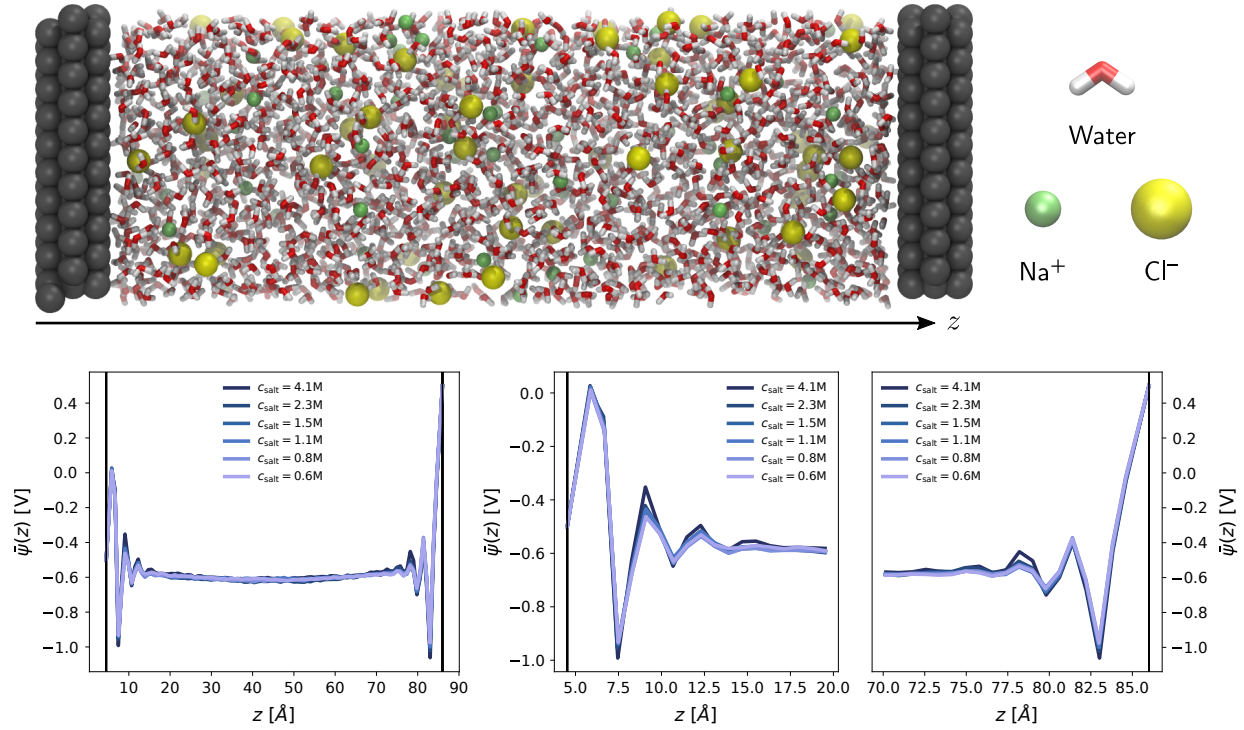 Water
Na⁺
Cl⁻
z
c_salt = 4.1M
c_salt = 2.3M
c_salt = 1.5M
c_salt = 1.1M
c_salt = 0.8M
c_salt = 0.6M
0.4
0.2
0.0
−0.2
−0.4
−0.6
−0.8
−1.0
ψ̄(z) [V]
10 20 30 40 50 60 70 80 90
z [Å]
c_salt = 4.1M
c_salt = 2.3M
c_salt = 1.5M
c_salt = 1.1M
c_salt = 0.8M
c_salt = 0.6M
0.0
−0.2
−0.4
−0.6
−0.8
−1.0
ψ̄(z) [V]
5.0 7.5 10.0 12.5 15.0 17.5 20.0
z [Å]
c_salt = 4.1M
c_salt = 2.3M
c_salt = 1.5M
c_salt = 1.1M
c_salt = 0.8M
c_salt = 0.6M
0.4
0.2
0.0
−0.2
−0.4
−0.6
−0.8
−1.0
ψ̄(z) [V]
70.0 72.5 75.0 77.5 80.0 82.5 85.0
z [Å]